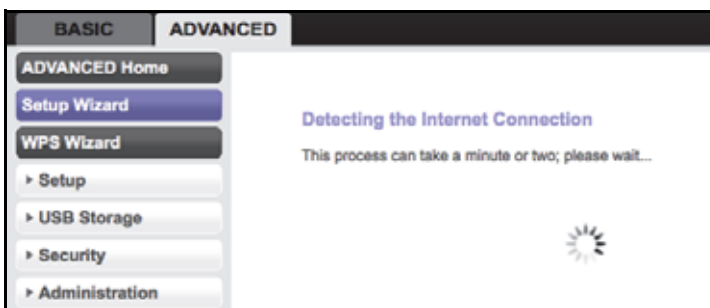 BASIC
ADVANCED
ADVANCED Home
Setup Wizard
WPS Wizard
Setup
USB Storage
Security
Administration
Detecting the Internet Connection
This process can take a minute or two; please wait...